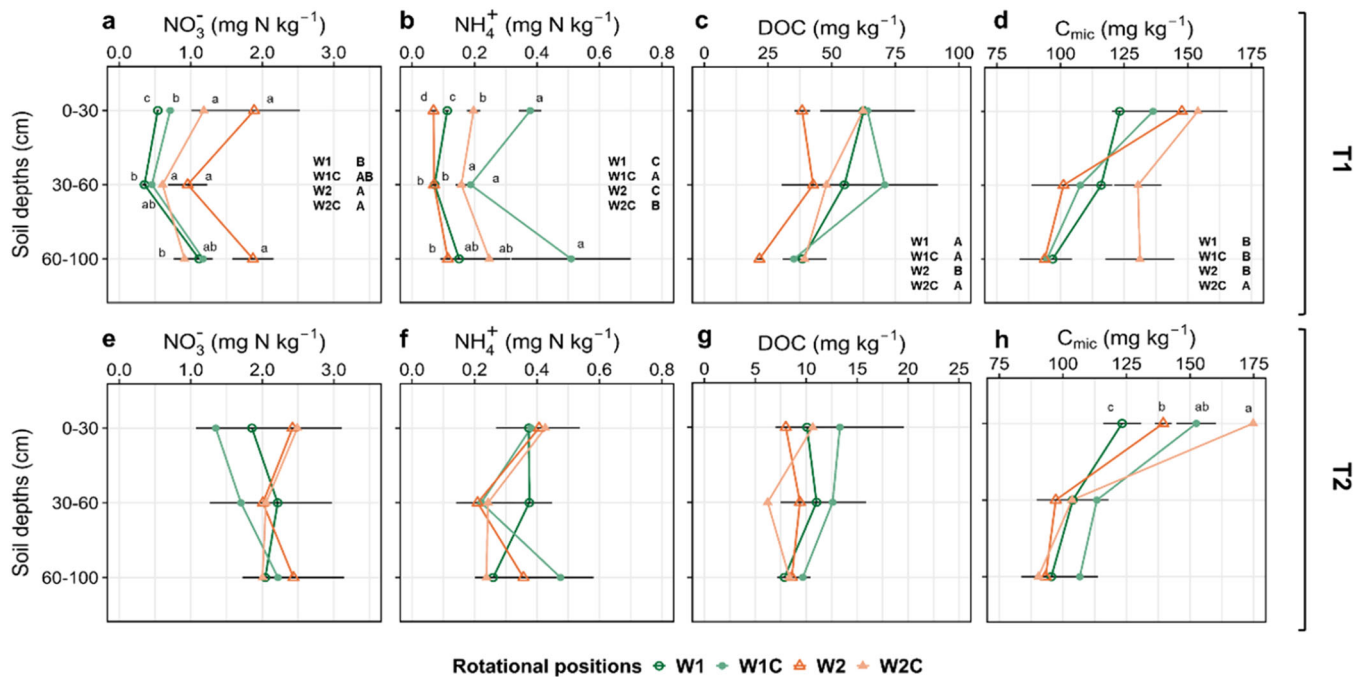 a NO₃⁻ (mg N kg⁻¹) b NH₄⁺ (mg N kg⁻¹) c DOC (mg kg⁻¹) d Cmic (mg kg⁻¹)
0.0 1.0 2.0 3.0 0.0 0.2 0.4 0.6 0.8 0 25 50 75 100 75 100 125 150 175
Soil depths (cm)
0-30
30-60
60-100
c b a a
b a a
ab
b ab a
W1 B
W1C AB
W2 A
W2C A
d c b a
b b a a
b ab a
W1 C
W1C A
W2 C
W2C B
W1 A
W1C A
W2 B
W2C A
W1 B
W1C B
W2 B
W2C A
T1
e NO₃⁻ (mg N kg⁻¹) f NH₄⁺ (mg N kg⁻¹) g DOC (mg kg⁻¹) h Cmic (mg kg⁻¹)
0.0 1.0 2.0 3.0 0.0 0.2 0.4 0.6 0.8 0 5 10 15 20 25 75 100 125 150 175
Soil depths (cm)
0-30
30-60
60-100
c b ab a
T2
Rotational positions W1 W1C W2 W2C